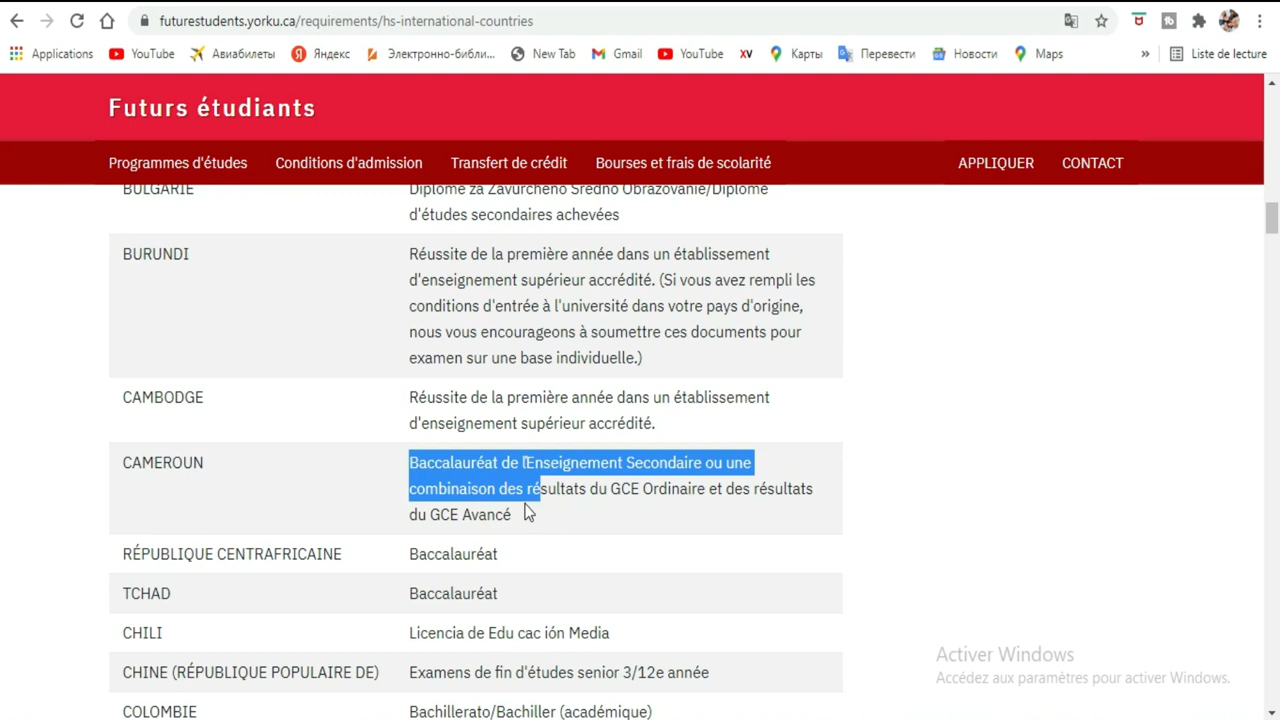 futurestudents.yorku.ca/requirements/hs-international-countries
Applications
YouTube
Авиабилеты
Яндекс
Электронно-библи...
New Tab
Gmail
YouTube
XV
Карты
Перевести
Новости
Maps
»
Liste de lecture
Futurs étudiants
Programmes d'études
Conditions d'admission
Transfert de crédit
Bourses et frais de scolarité
APPLIQUER
CONTACT
BULGARIE
Diplome za Zavurcheno Sredno Obrazovanie/Diplôme
d'études secondaires achevées
BURUNDI
Réussite de la première année dans un établissement
d'enseignement supérieur accrédité. (Si vous avez rempli les
conditions d'entrée à l'université dans votre pays d'origine,
nous vous encourageons à soumettre ces documents pour
examen sur une base individuelle.)
CAMBODGE
Réussite de la première année dans un établissement
d'enseignement supérieur accrédité.
CAMEROUN
Baccalauréat de l'Enseignement Secondaire ou une
combinaison des résultats du GCE Ordinaire et des résultats
du GCE Avancé
RÉPUBLIQUE CENTRAFRICAINE
Baccalauréat
TCHAD
Baccalauréat
CHILI
Licencia de Edu cac ión Media
CHINE (RÉPUBLIQUE POPULAIRE DE)
Examens de fin d'études senior 3/12e année
COLOMBIE
Bachillerato/Bachiller (académique)
Activer Windows
Accédez aux paramètres pour activer Windows.